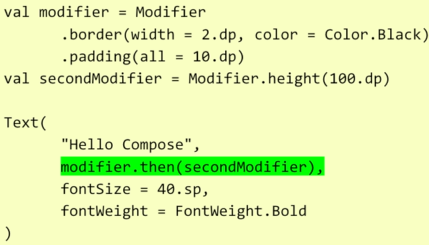 val modifier = Modifier
.border(width = 2.dp, color = Color.Black)
.padding(all = 10.dp)
val secondModifier = Modifier.height(100.dp)
Text(
"Hello Compose",
modifier.then(secondModifier),
fontSize = 40.sp,
fontWeight = FontWeight.Bold
)